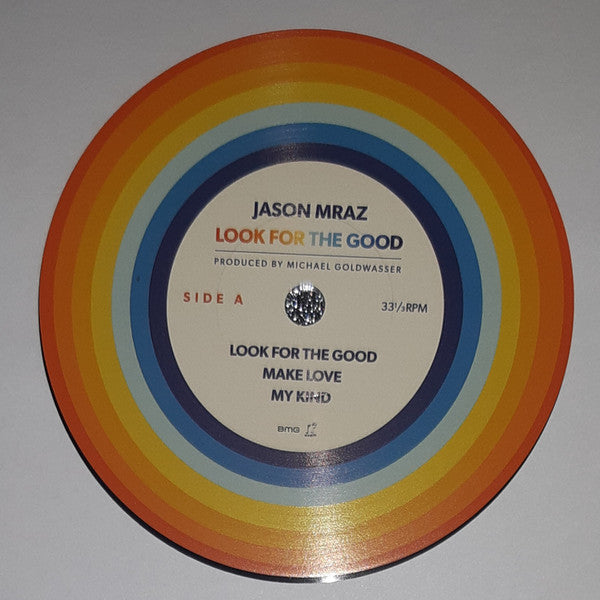 JASON MRAZ
LOOK FOR THE GOOD
PRODUCED BY MICHAEL GOLDWASSER
SIDE A
33⅓RPM
LOOK FOR THE GOOD
MAKE LOVE
MY KIND
BMG